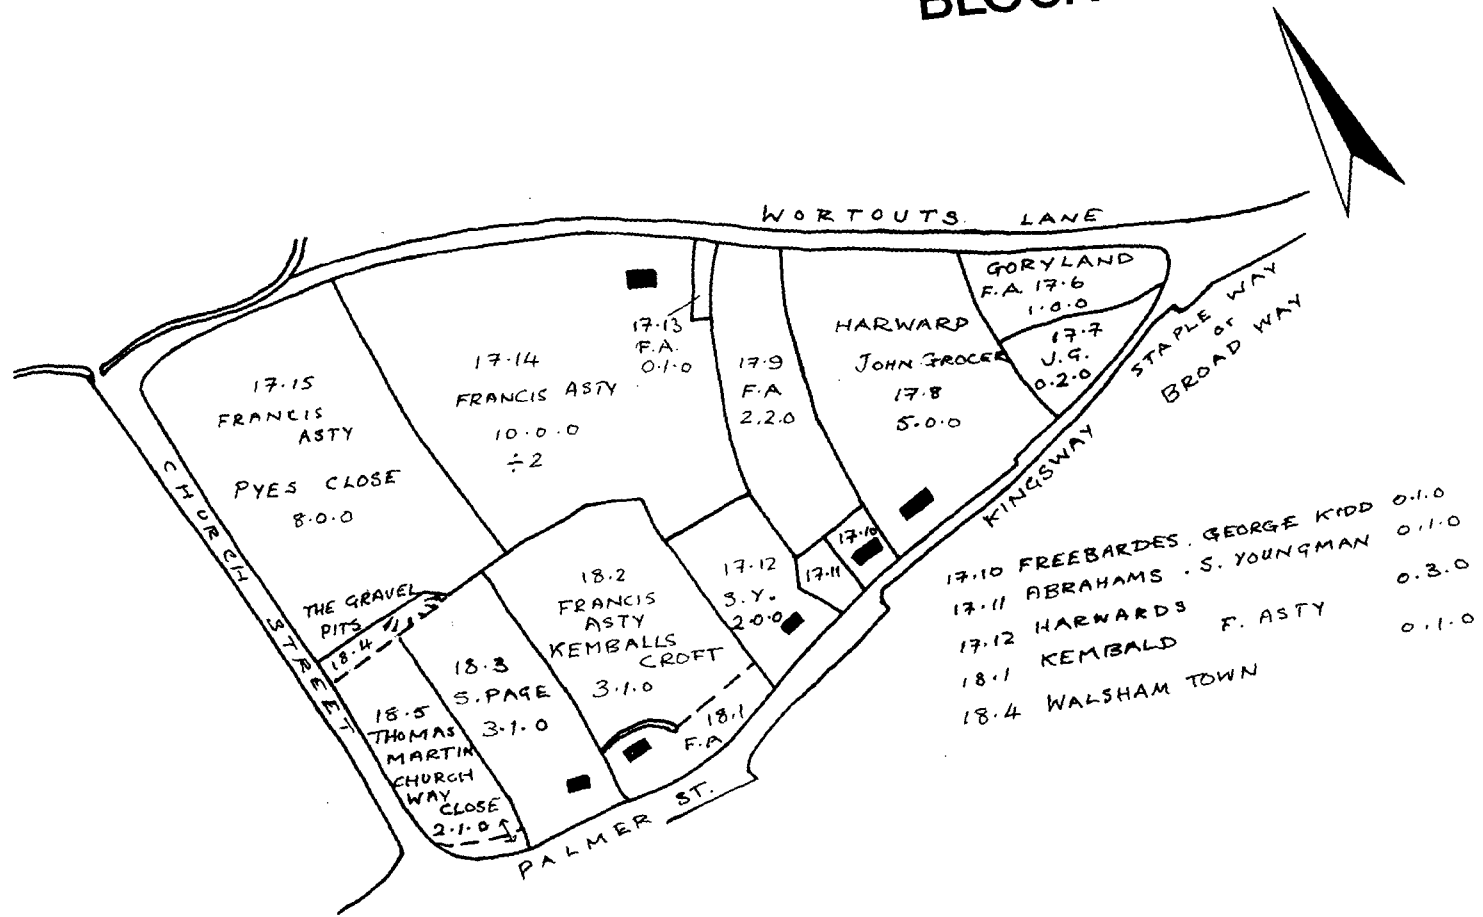 WORTOUTS LANE
GORYLAND
F.A. 17.6
1.0.0
17.7
J.G.
0.2.0
STAPLE WAY
or
BROAD WAY
HARWARD
JOHN GROCER
17.8
5.0.0
17.9
F.A
2.2.0
17.13
F.A.
0.1.0
17.14
FRANCIS ASTY
10.0.0
÷2
17.15
FRANCIS
ASTY
PYES CLOSE
8.0.0
CHURCH STREET
KINGSWAY
17.10
17.11
17.12
S.Y.
2.0.0
18.2
FRANCIS
ASTY
KEMBALLS
CROFT
3.1.0
18.1
F.A
THE GRAVEL
PITS
18.4
18.3
S. PAGE
3.1.0
18.5
THOMAS
MARTIN
CHURCH
WAY
CLOSE
2.1.0
PALMER ST.
17.10 FREEBARDES. GEORGE KIDD 0.1.0
17.11 ABRAHAMS . S. YOUNGMAN 0.1.0
17.12 HARWARDS 0.3.0
18.1 KEMBALD F. ASTY 0.1.0
18.4 WALSHAM TOWN